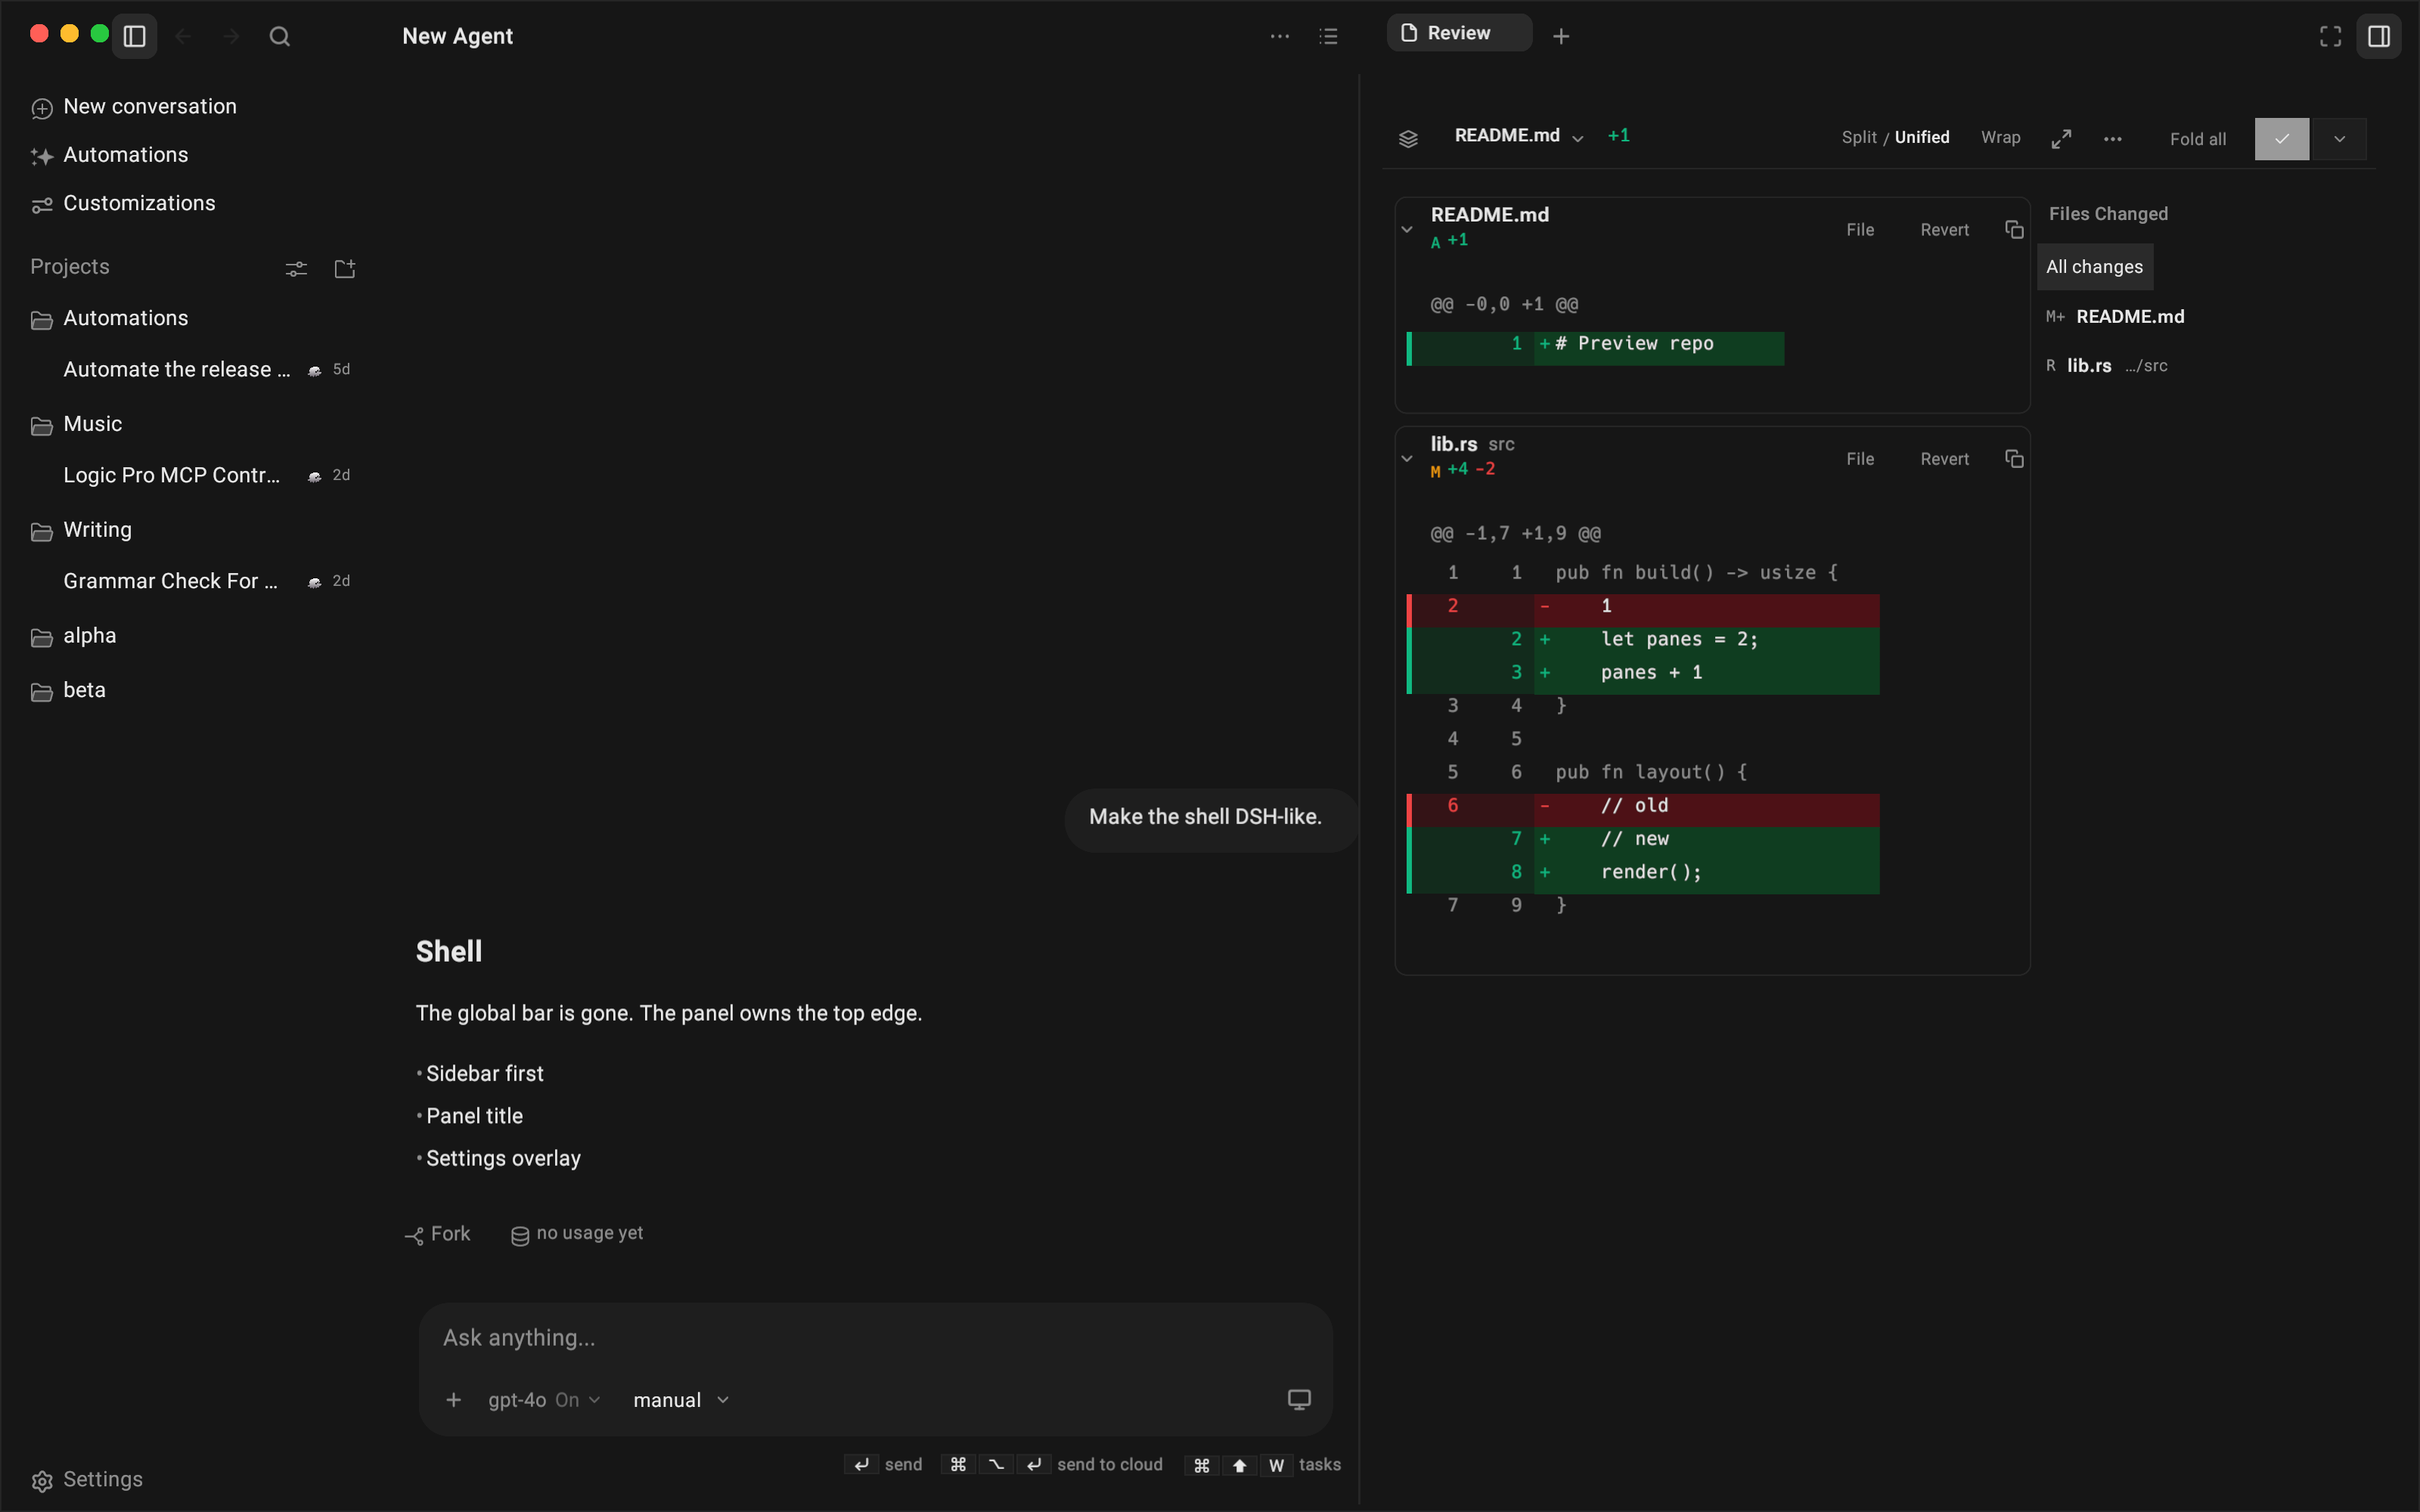 New Agent
Review
New conversation
Automations
Customizations
Projects
Automations
Automate the release ... 5d
Music
Logic Pro MCP Contr... 2d
Writing
Grammar Check For ... 2d
alpha
beta
Settings
Make the shell DSH-like.
Shell
The global bar is gone. The panel owns the top edge.
• Sidebar first
• Panel title
• Settings overlay
Fork no usage yet
Ask anything...
+ gpt-4o On manual
send ⌘ ⌥ send to cloud ⌘ W tasks
README.md +1 Split / Unified Wrap ... Fold all
README.md File Revert
A +1
@@ -0,0 +1 @@
1 +# Preview repo
lib.rs src File Revert
M +4 -2
@@ -1,7 +1,9 @@
1 1 pub fn build() -> usize {
2 - 1
2 + let panes = 2;
3 + panes + 1
3 4 }
4 5
5 6 pub fn layout() {
6 - // old
7 + // new
8 + render();
7 9 }
Files Changed
All changes
M+ README.md
R lib.rs .../src